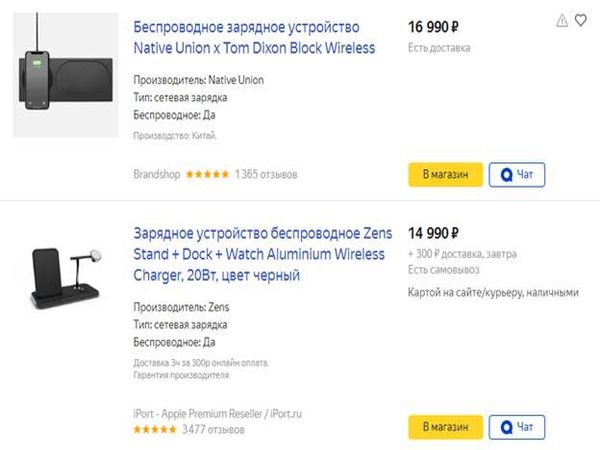 Беспроводное зарядное устройство
Native Union x Tom Dixon Block Wireless
Производитель: Native Union
Тип: сетевая зарядка
Беспроводное: Да
Производство: Китай.
Brandshop ★★★★★ 1 365 отзывов
16 990 ₽
Есть доставка
В магазин
Чат
Зарядное устройство беспроводное Zens
Stand + Dock + Watch Aluminium Wireless
Charger, 20Вт, цвет черный
Производитель: Zens
Тип: сетевая зарядка
Беспроводное: Да
Доставка 3ч за 300р онлайн оплата.
Гарантия производителя.
iPort - Apple Premium Reseller / iPort.ru
★★★★★ 3 477 отзывов
14 990 ₽
+ 300 ₽ доставка, завтра
Есть самовывоз
Картой на сайте/курьеру, наличными
В магазин
Чат